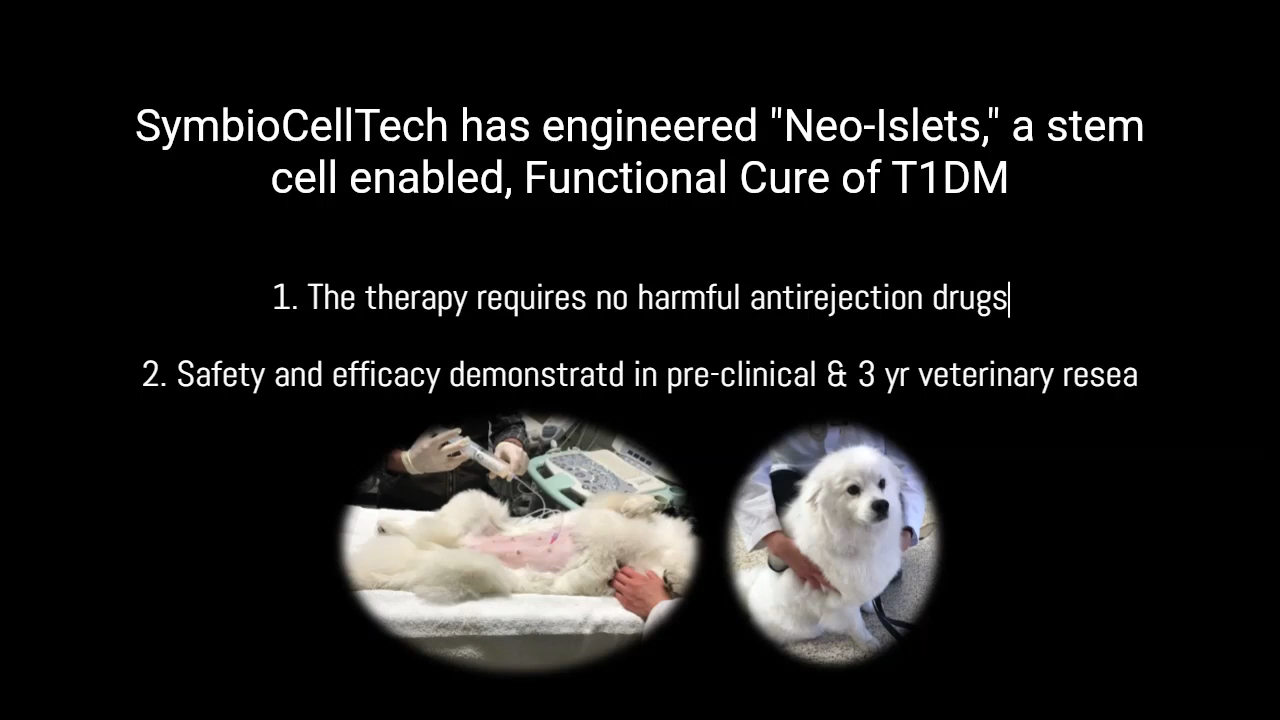 SymbioCellTech has engineered "Neo-Islets," a stem
cell enabled, Functional Cure of T1DM
1. The therapy requires no harmful antirejection drugs
2. Safety and efficacy demonstratd in pre-clinical & 3 yr veterinary resea